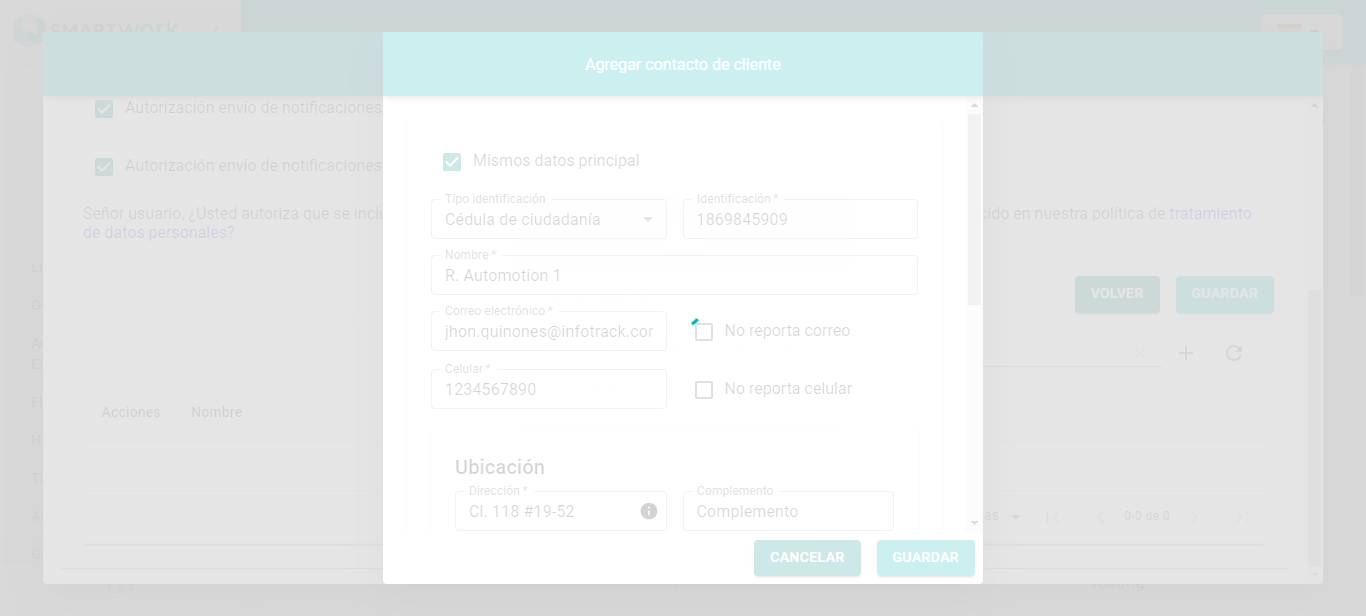 SMARTWORK
Agregar contacto de cliente
Autorización envío de notificaciones
Autorización envío de notificaciones
Mismos datos principal
Señor usuario, ¿Usted autoriza que se
cido en nuestra política de tratamiento
de datos personales?
Tipo identificación
Cédula de ciudadanía
Identificación *
1869845909
Nombre *
R. Automotion 1
VOLVER
GUARDAR
Correo electrónico *
jhon.quinones@infotrack.cor
No reporta correo
Celular *
1234567890
No reporta celular
Acciones
Nombre
Ubicación
Dirección *
Cl. 118 #19-52
Complemento
Complemento
as
0-0 de 0
CANCELAR
GUARDAR